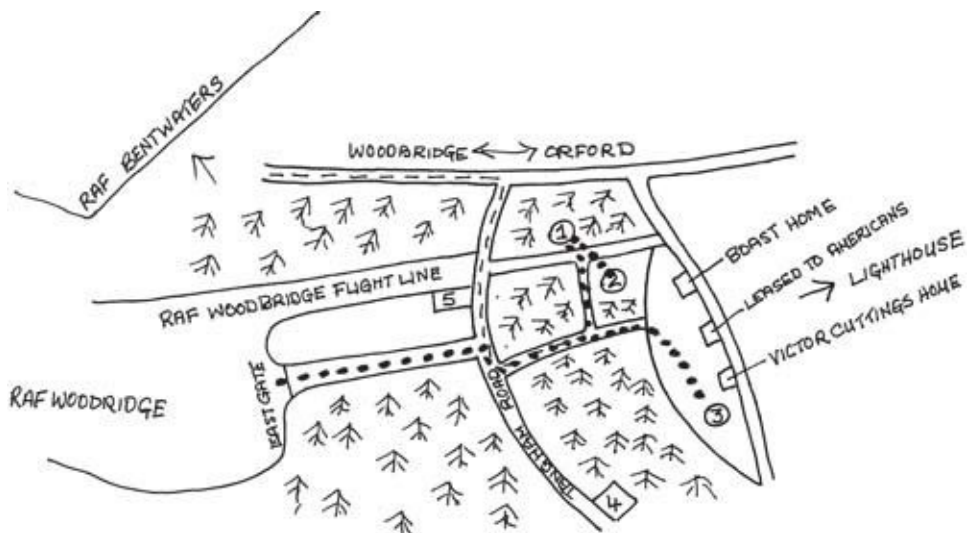 RAF BENTWATERS
WOODBRIDGE ORFORD
1
BOAST HOME
LEASED TO AMERICANS
LIGHTHOUSE
2
RAF WOODBRIDGE FLIGHT LINE
5
VICTOR CUTTINGS HOME
EAST GATE
RAF WOODRIDGE
TANGHAM ROAD
3
4